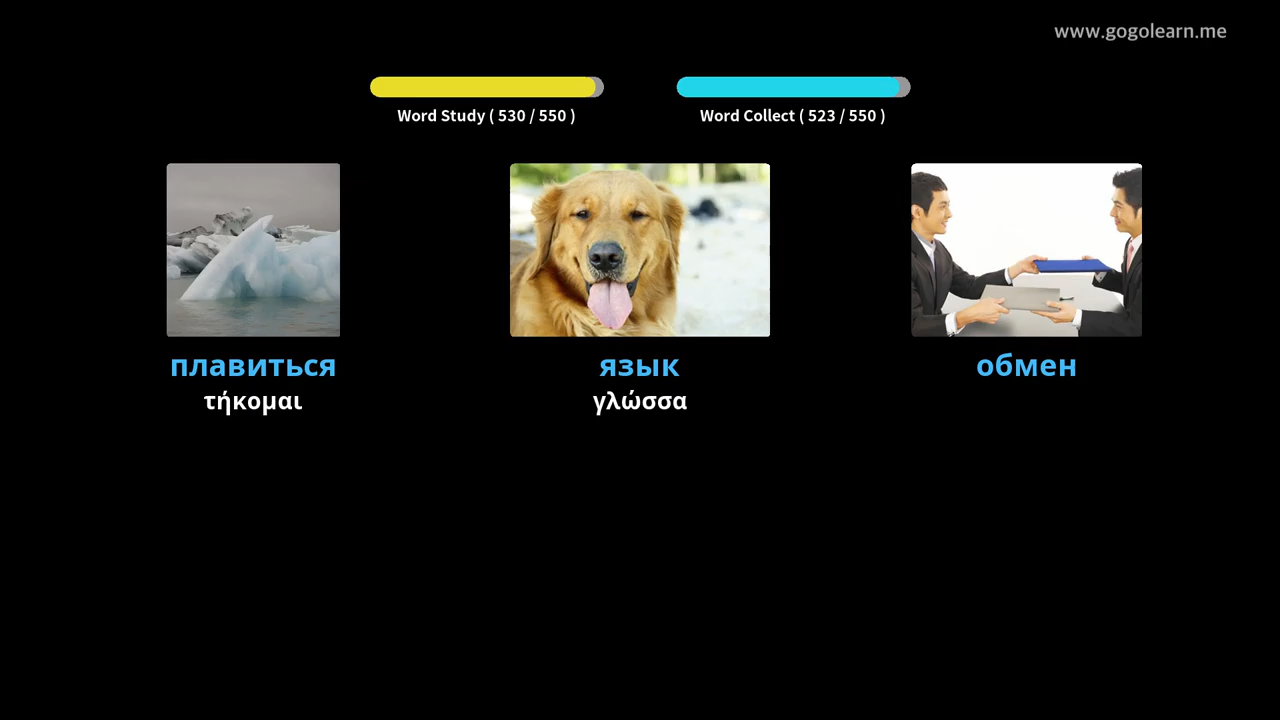 www.gogolearn.me
Word Study ( 530 / 550 )
Word Collect ( 523 / 550 )
плавиться
τήκομαι
язык
γλώσσα
обмен